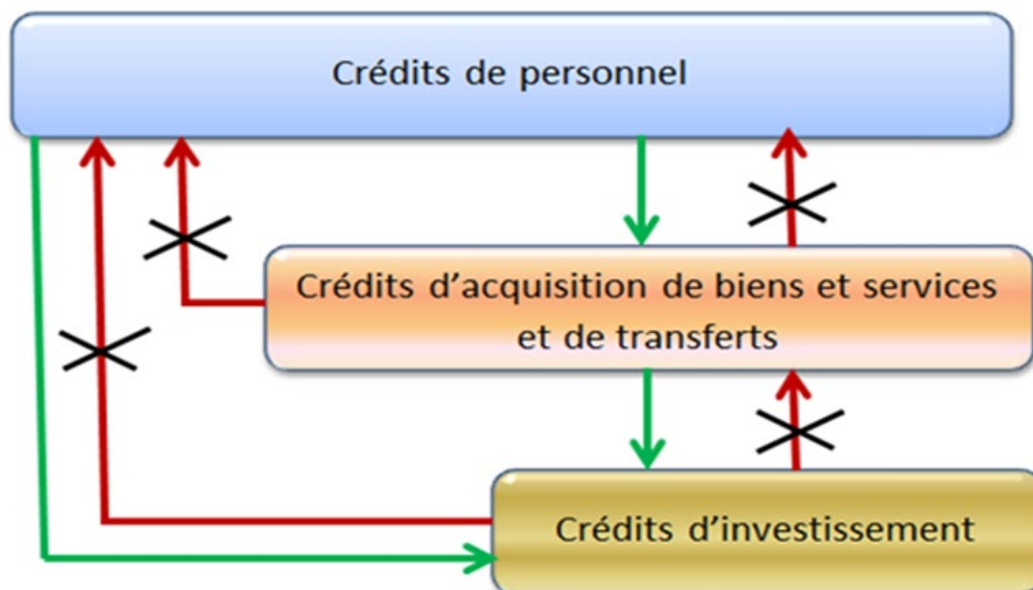 Crédits de personnel
Crédits d'acquisition de biens et services
et de transferts
Crédits d'investissement